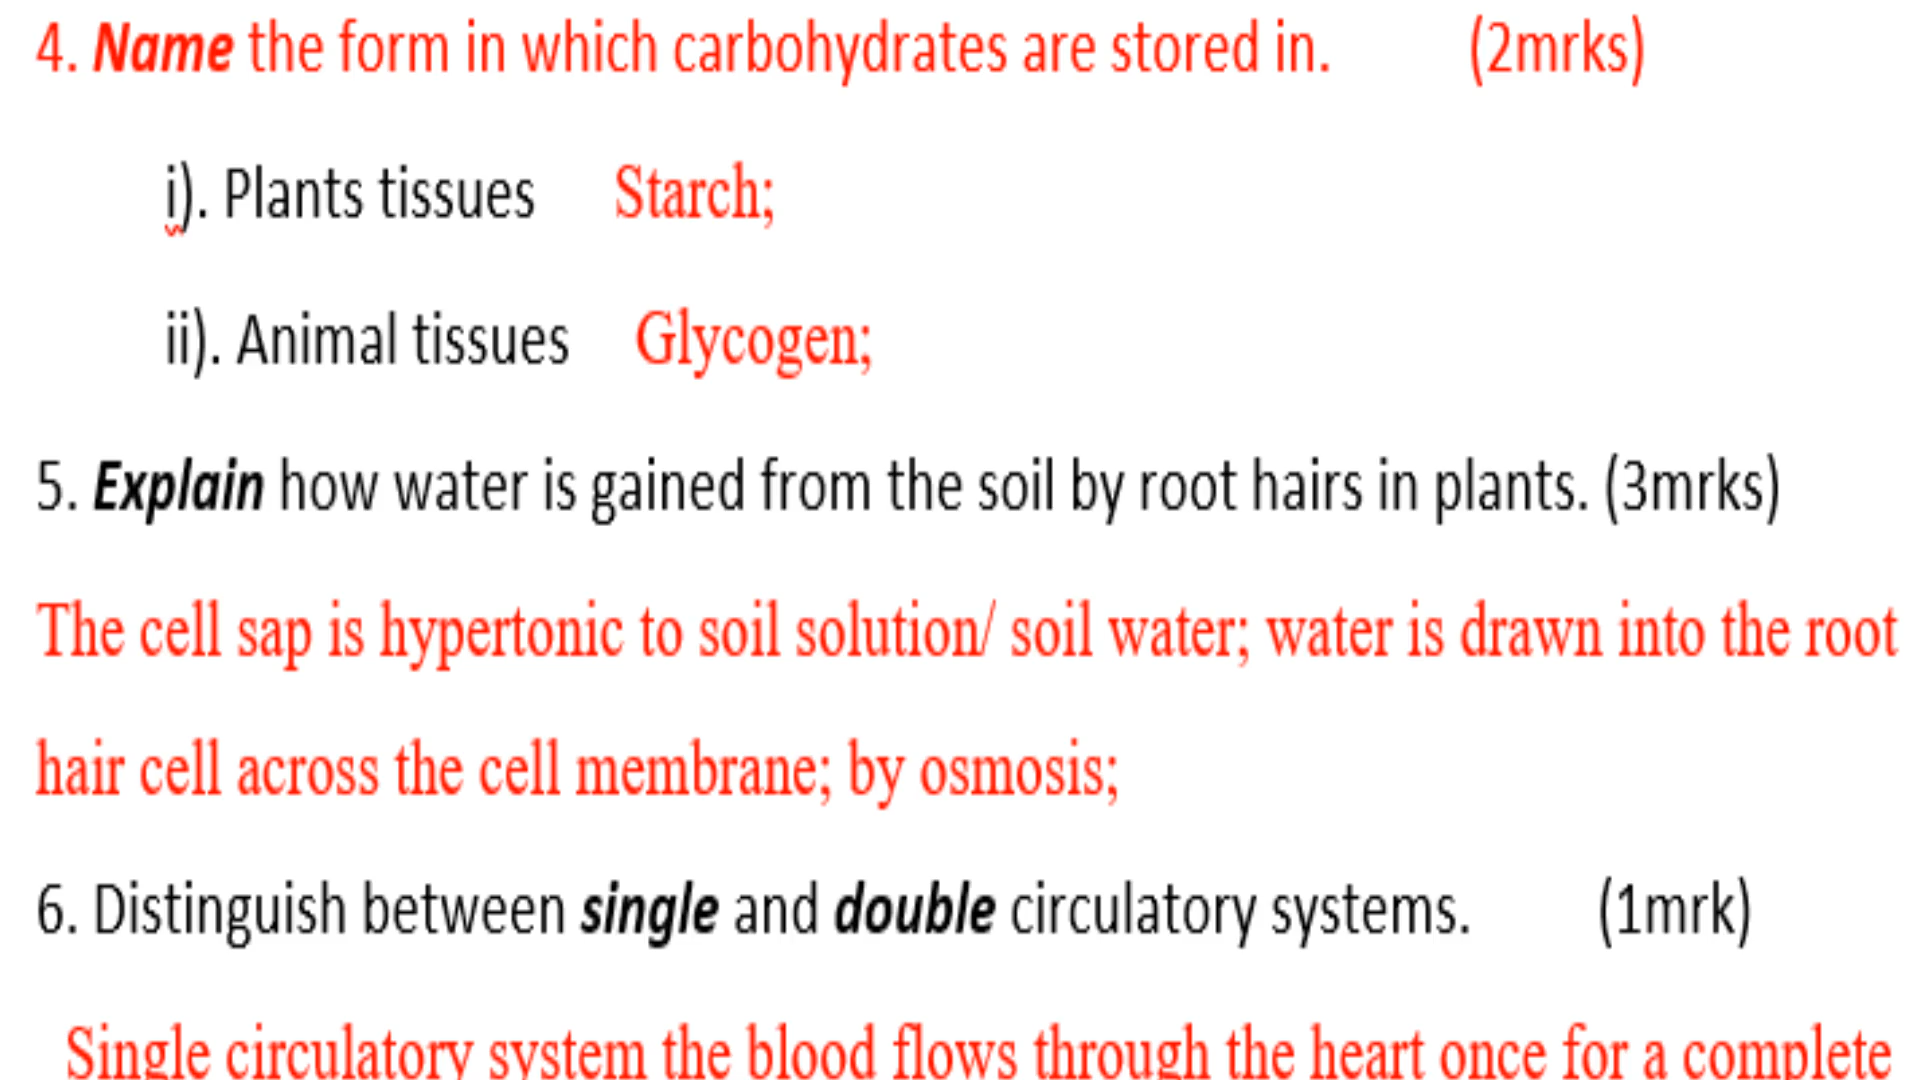 4. Name the form in which carbohydrates are stored in. (2mrks)
i). Plants tissues Starch;
ii). Animal tissues Glycogen;
5. Explain how water is gained from the soil by root hairs in plants. (3mrks)
The cell sap is hypertonic to soil solution/ soil water; water is drawn into the root
hair cell across the cell membrane; by osmosis;
6. Distinguish between single and double circulatory systems. (1mrk)
Single circulatory system the blood flows through the heart once for a complete